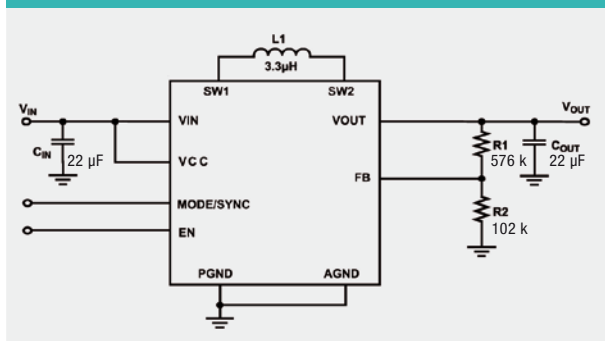 L1
3.3µH
SW1 SW2
VIN VOUT
VIN VOUT
CIN 22 µF
R1 COUT
576 k 22 µF
VCC
FB
MODE/SYNC
R2
102 k
EN
PGND AGND